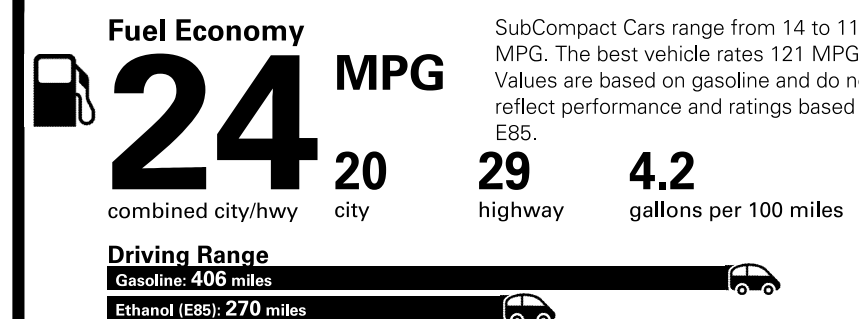 Fuel Economy
24
MPG
combined city/hwy
SubCompact Cars range from 14 to 11
MPG. The best vehicle rates 121 MPG
Values are based on gasoline and do
reflect performance and ratings based
E85.
20
city
29
highway
4.2
gallons per 100 miles
Driving Range
Gasoline: 406 miles
Ethanol (E85): 270 miles